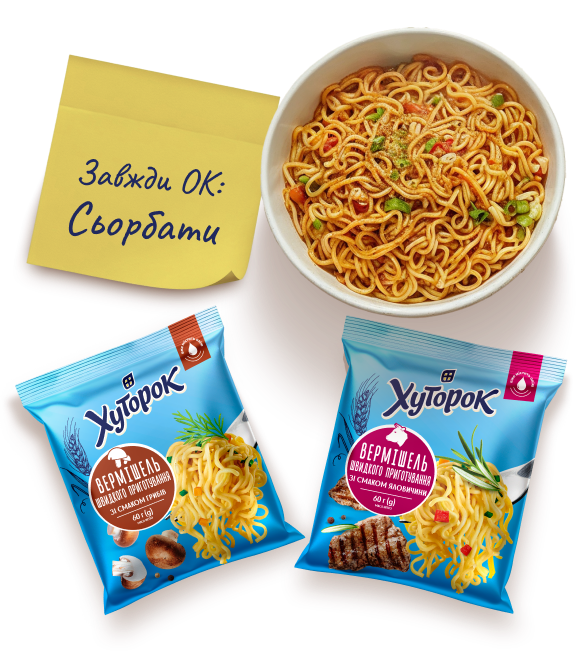 Завжди ОК:
Сьорбати
Хуторок
ВЕРМІШЕЛЬ
ШВИДКОГО ПРИГОТУВАННЯ
ЗІ СМАКОМ ГРИБІВ
60 г (g)
Хуторок
ВЕРМІШЕЛЬ
ШВИДКОГО ПРИГОТУВАННЯ
ЗІ СМАКОМ ЯЛОВИЧИНИ
60 г (g)